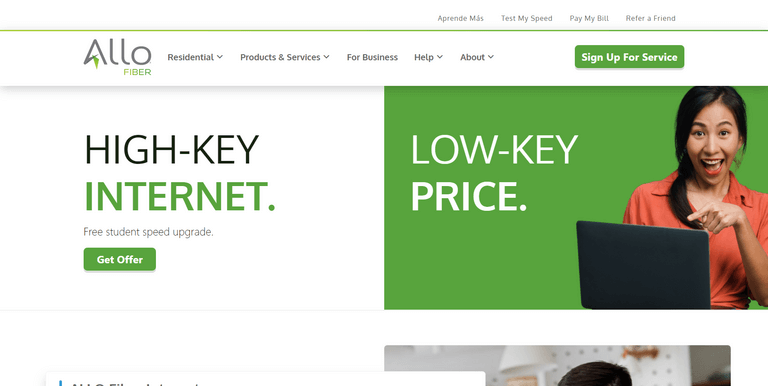 Aprende Más Test My Speed Pay My Bill Refer a Friend
Allo
FIBER
Residential Products & Services For Business Help About Sign Up For Service
HIGH-KEY
INTERNET.
LOW-KEY
PRICE.
Free student speed upgrade.
Get Offer